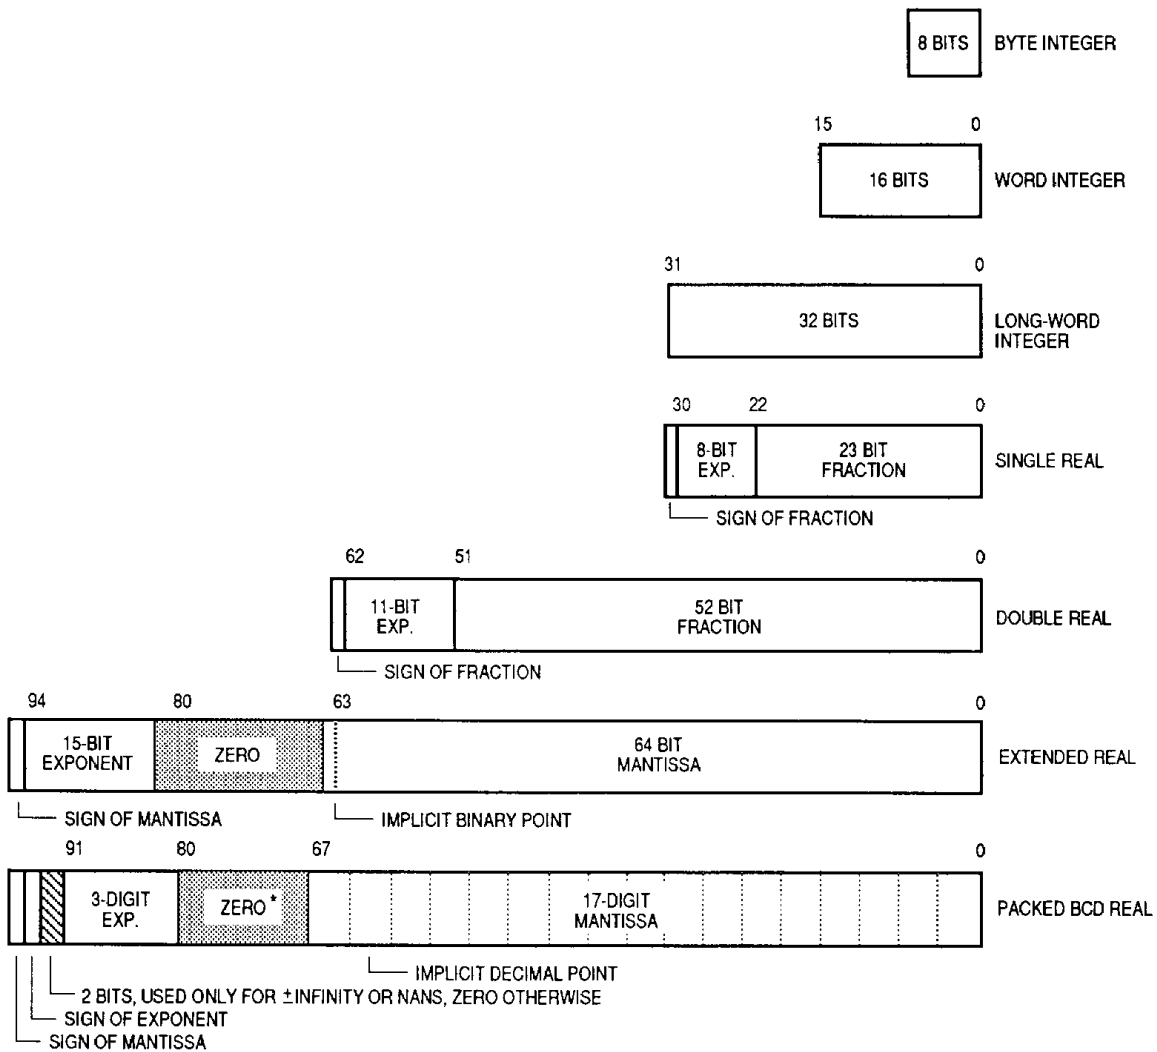 8 BITS BYTE INTEGER
15 0
16 BITS WORD INTEGER
31 0
32 BITS LONG-WORD
INTEGER
30 22 0
8-BIT
EXP.
23 BIT
FRACTION
SINGLE REAL
SIGN OF FRACTION
62 51 0
11-BIT
EXP.
52 BIT
FRACTION
DOUBLE REAL
SIGN OF FRACTION
94 80 63 0
15-BIT
EXPONENT
ZERO
64 BIT
MANTISSA
EXTENDED REAL
SIGN OF MANTISSA
IMPLICIT BINARY POINT
91 80 67 0
3-DIGIT
EXP.
ZERO*
17-DIGIT
MANTISSA
PACKED BCD REAL
IMPLICIT DECIMAL POINT
2 BITS, USED ONLY FOR ±INFINITY OR NANS, ZERO OTHERWISE
SIGN OF EXPONENT
SIGN OF MANTISSA